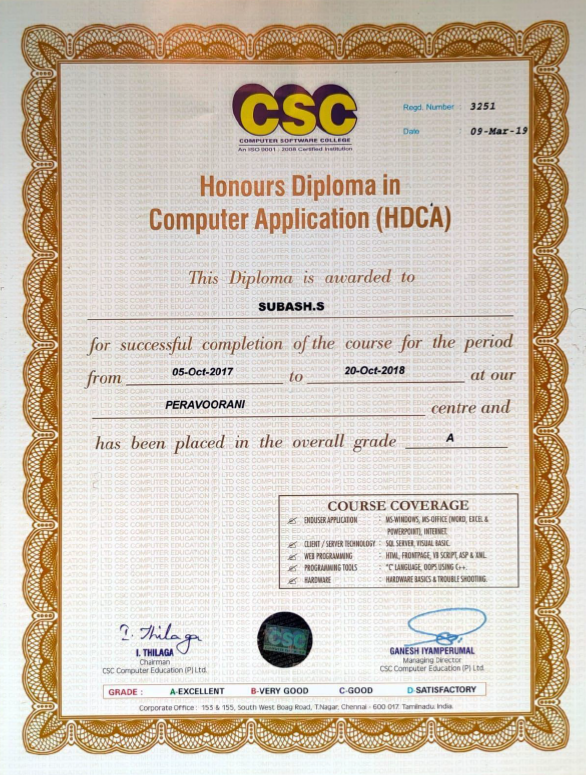 CSC
COMPUTER SOFTWARE COLLEGE
An ISO 9001 : 2008 Certified Institution
Regd. Number : 3251
Date : 09-Mar-19
Honours Diploma in
Computer Application (HDCA)
This Diploma is awarded to
SUBASH.S
for successful completion of the course for the period
from 05-Oct-2017 to 20-Oct-2018 at our
PERAVOORANI centre and
has been placed in the overall grade A
COURSE COVERAGE
ENDUSER APPLICATION : MS-WINDOWS, MS-OFFICE (WORD, EXCEL &
POWERPOINT), INTERNET.
CLIENT / SERVER TECHNOLOGY : SQL SERVER, VISUAL BASIC.
WEB PROGRAMMING : HTML, FRONTPAGE, VB SCRIPT, ASP & XML.
PROGRAMMING TOOLS : "C" LANGUAGE, OOPS USING C++.
HARDWARE : HARDWARE BASICS & TROUBLE SHOOTING.
I. Thilaga
I. THILAGA
Chairman
CSC Computer Education (P) Ltd.
CSC
GANESH IYAMPERUMAL
Managing Director
CSC Computer Education (P) Ltd.
GRADE : A-EXCELLENT B-VERY GOOD C-GOOD D-SATISFACTORY
Corporate Office : 155 & 155, South West Boag Road, T.Nagar, Chennai - 600 017. Tamilnadu. India.